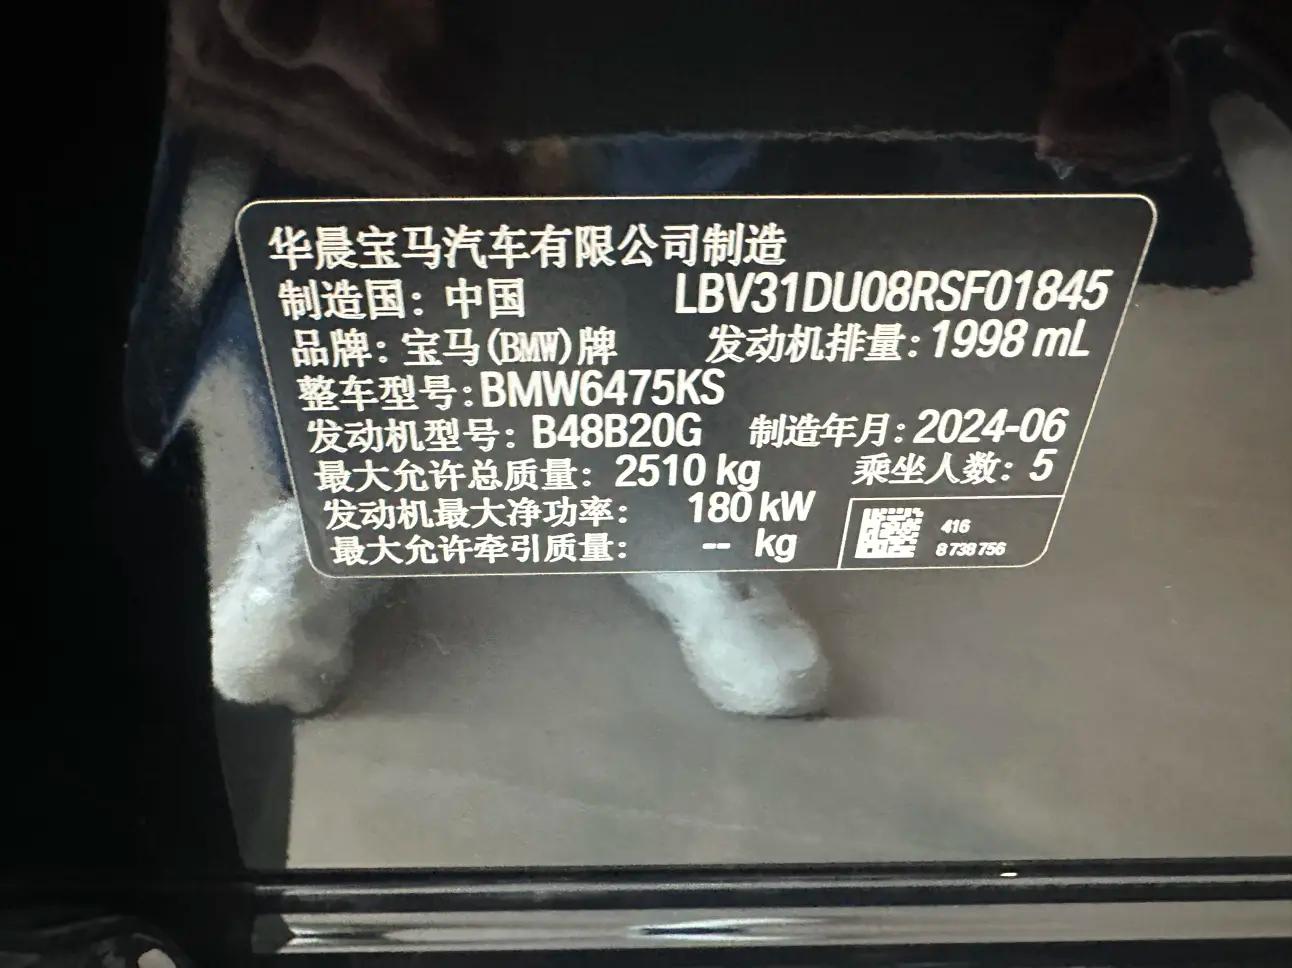 华晨宝马汽车有限公司制造
制造国：中国 LBV31DU08RSF01845
品牌：宝马(BMW)牌 发动机排量：1998 mL
整车型号：BMW6475KS
发动机型号：B48B20G 制造年月：2024-06
最大允许总质量：2510 kg 乘坐人数：5
发动机最大净功率：180 kW
最大允许牵引质量：-- kg
416
8 738 756